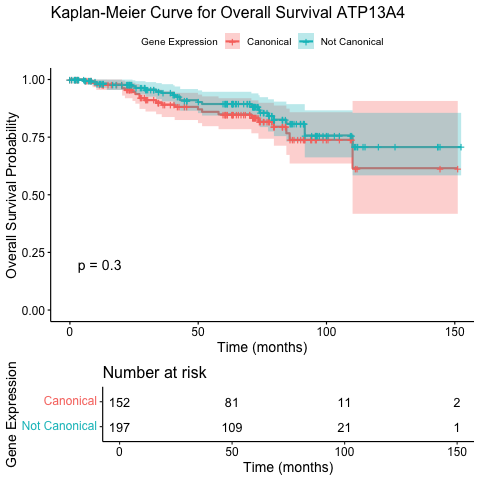 Kaplan-Meier Curve for Overall Survival ATP13A4
Gene Expression Canonical Not Canonical
Overall Survival Probability
1.00
0.75
0.50
0.25
0.00
p = 0.3
0 50 100 150
Time (months)
Number at risk
Gene Expression
Canonical 152 81 11 2
Not Canonical 197 109 21 1
0 50 100 150
Time (months)